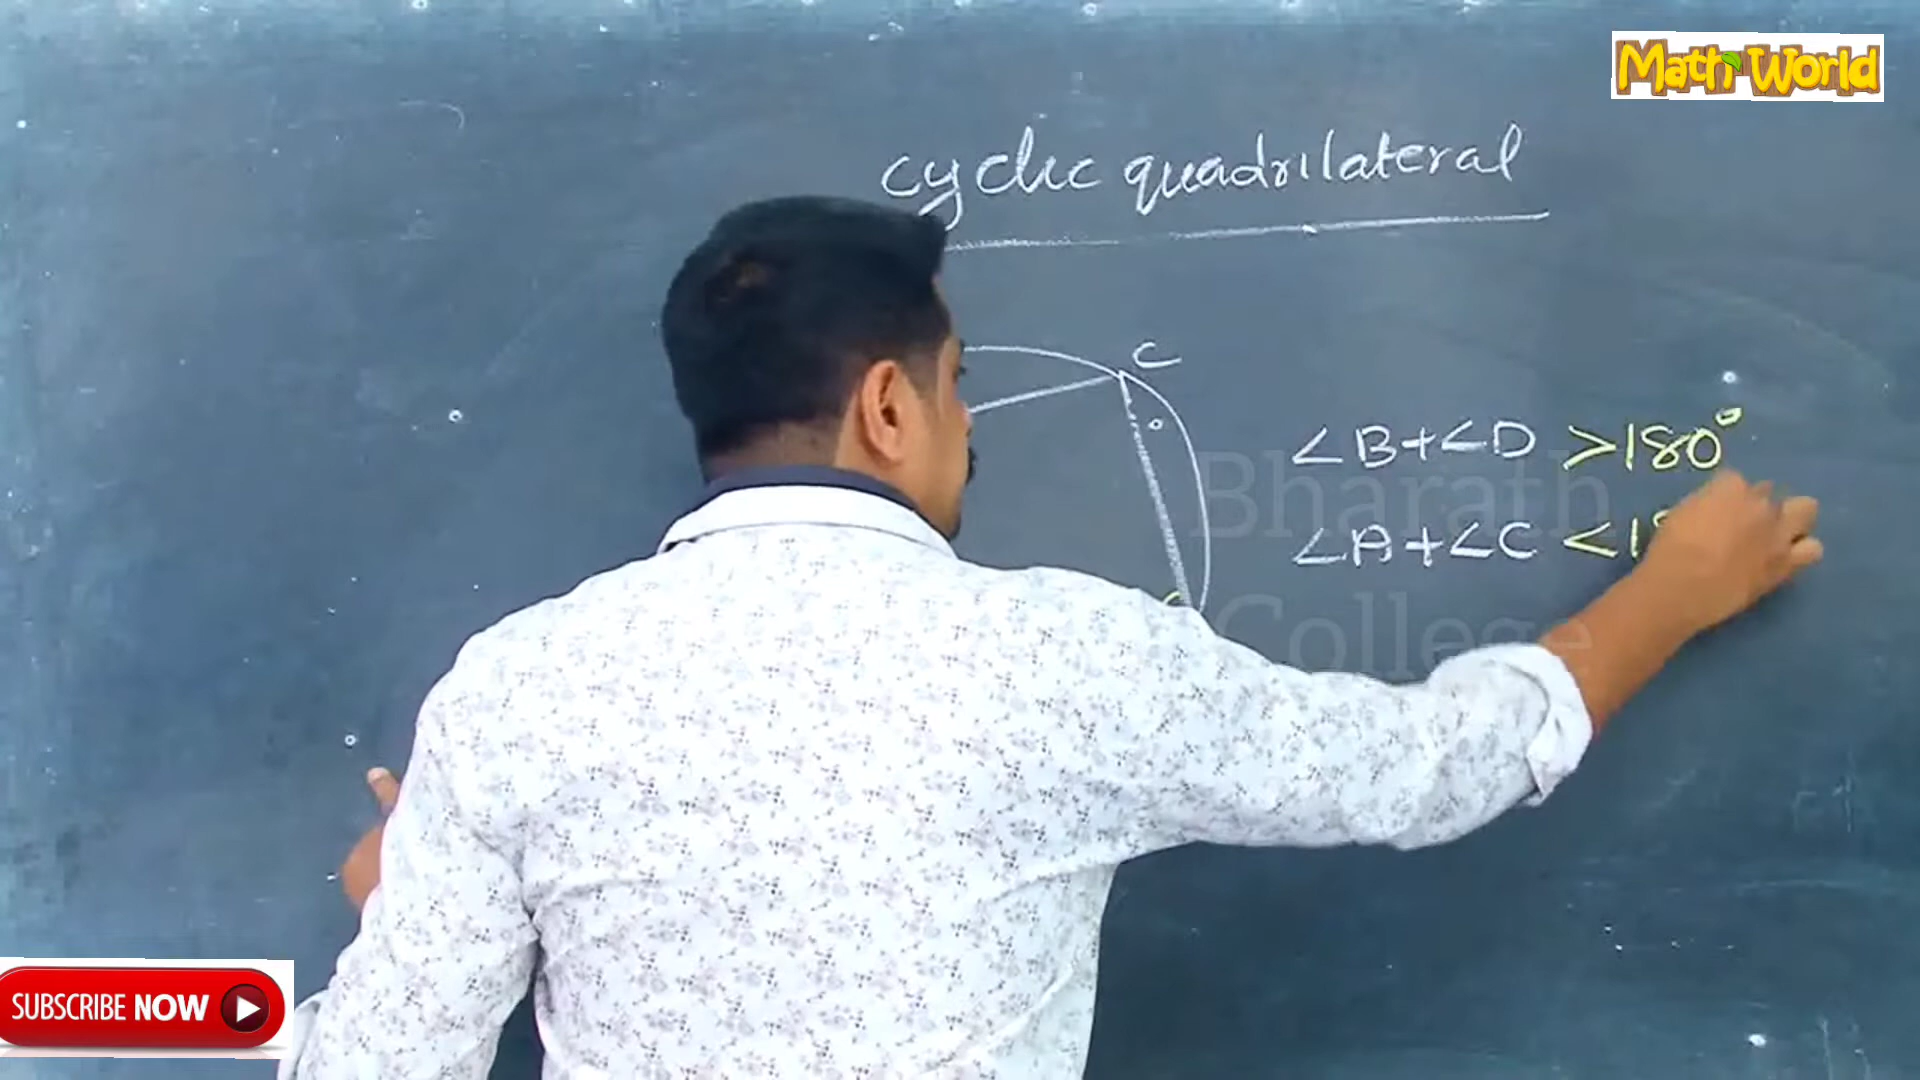 Math World
cyclic quadrilateral
C
∠B+∠D >180°
∠A+∠C <1
Bharath
College
SUBSCRIBE NOW